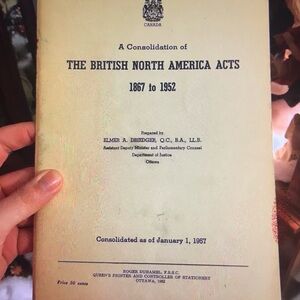 CANADA
A Consolidation of
THE BRITISH NORTH AMERICA ACTS
1867 to 1952
Prepared by
ELMER A. DRIEDGER, Q.C., B.A., LL.B.
Assistant Deputy Minister and Parliamentary Counsel
Department of Justice
Ottawa
Consolidated as of January 1, 1957
ROGER DUHAMEL, F.R.S.C.
QUEEN'S PRINTER AND CONTROLLER OF STATIONERY
OTTAWA, 1962
Price 50 cents